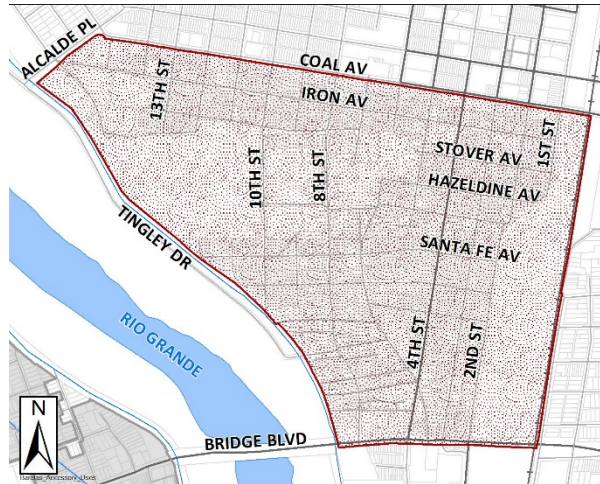 ALCALDE PL
COAL AV
IRON AV
13TH ST
1ST ST
STOVER AV
10TH ST
8TH ST
HAZELDINE AV
TINGLEY DR
SANTA FE AV
RIO GRANDE
4TH ST
2ND ST
N
BRIDGE BLVD
Barelas_Accessory_Uses